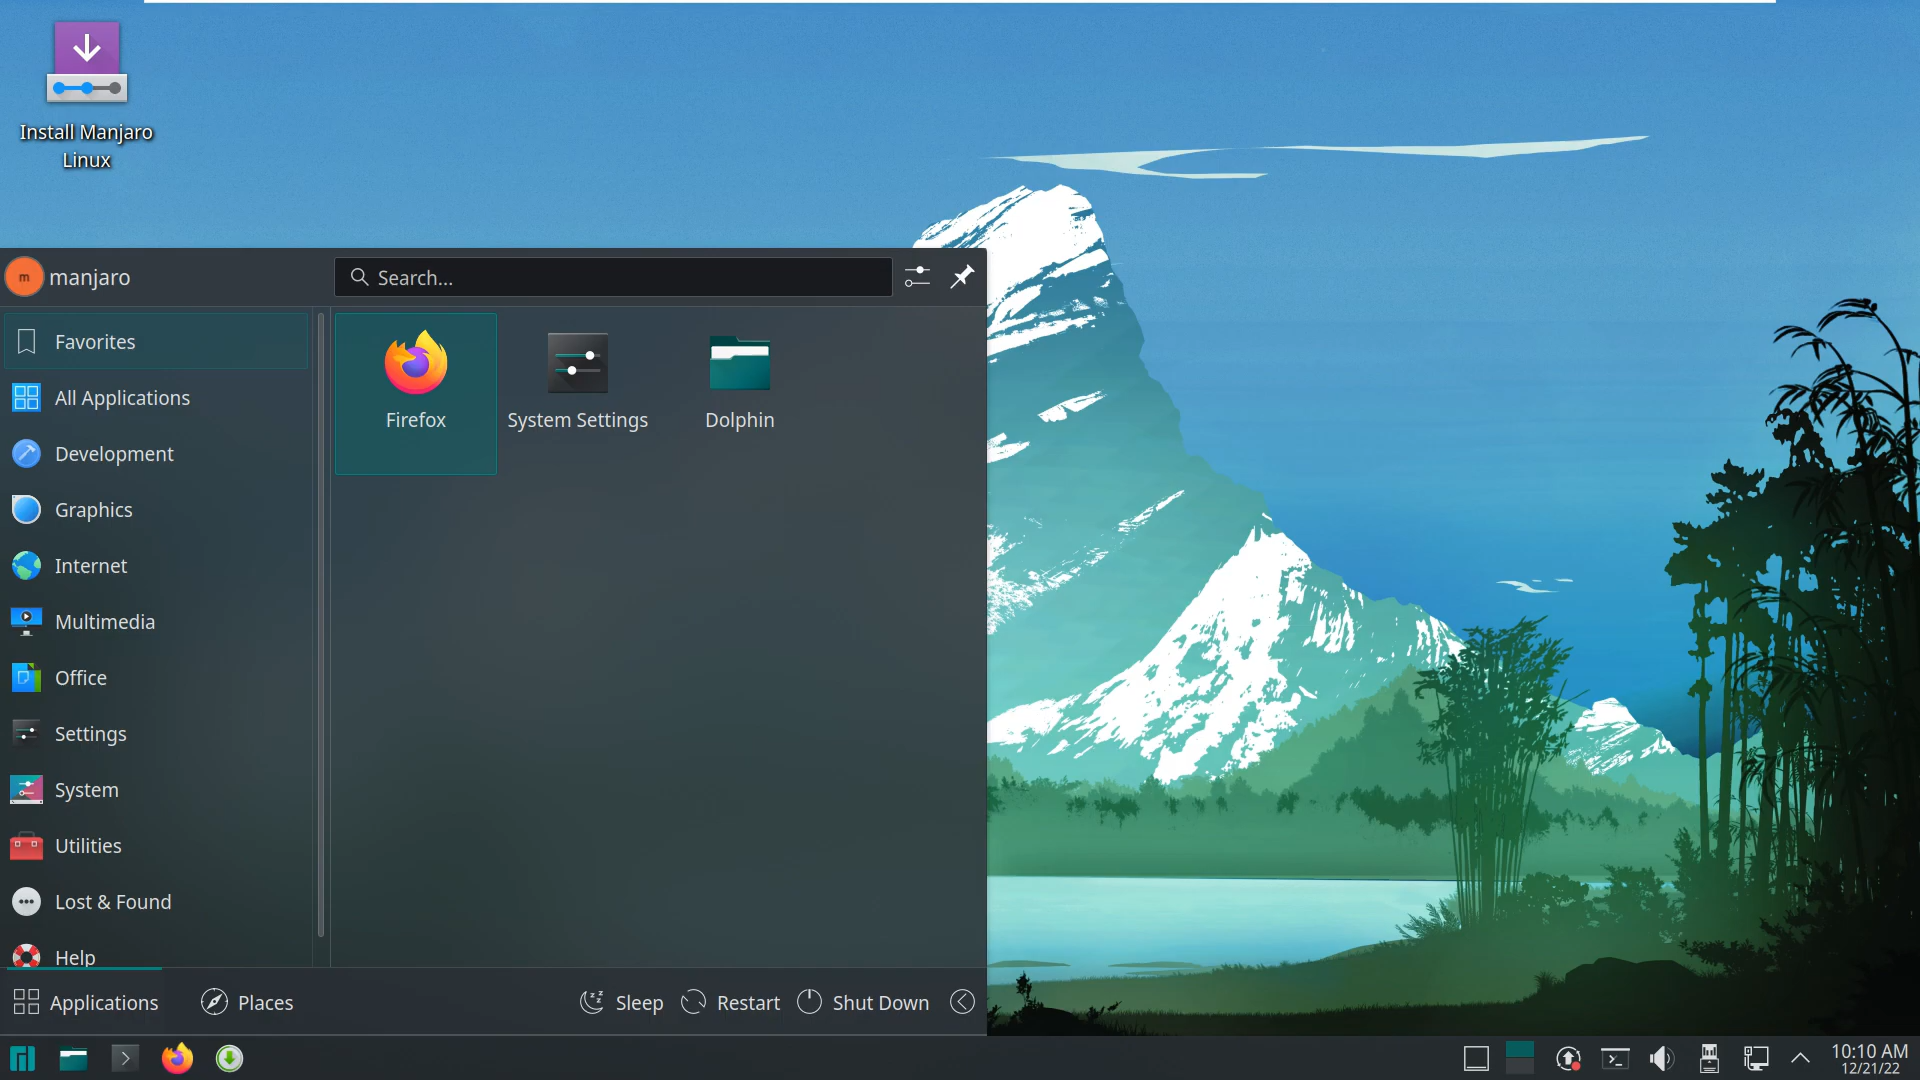 Install Manjaro
Linux
m
manjaro
Search...
Favorites
All Applications
Development
Graphics
Internet
Multimedia
Office
Settings
System
Utilities
Lost & Found
Help
Firefox
System Settings
Dolphin
Applications
Places
Sleep
Restart
Shut Down
10:10 AM
12/21/22